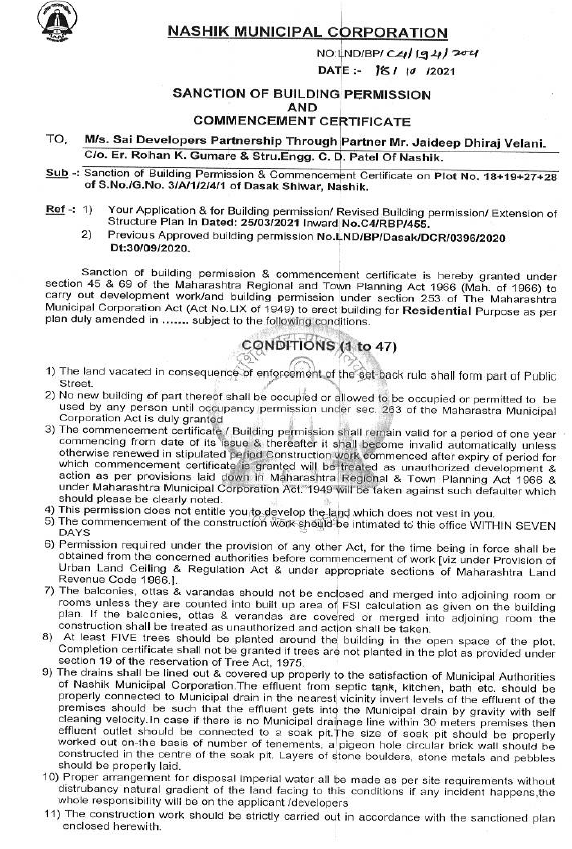 NASHIK MUNICIPAL CORPORATION
NO:LND/BP/C4/194/2021
DATE :- 18/ 10 /2021
SANCTION OF BUILDING PERMISSION
AND
COMMENCEMENT CERTIFICATE
TO, M/s. Sai Developers Partnership Through Partner Mr. Jaideep Dhiraj Velani.
C/o. Er. Rohan K. Gumare & Stru.Engg. C. D. Patel Of Nashik.
Sub -: Sanction of Building Permission & Commencement Certificate on Plot No. 18+19+27+28
of S.No./G.No. 3/A/1/2/4/1 of Dasak Shiwar, Nashik.
Ref -: 1) Your Application & for Building permission/ Revised Building permission/ Extension of
Structure Plan In Dated: 25/03/2021 Inward No.C4/RBP/455.
2) Previous Approved building permission No.LND/BP/Dasak/DCR/0396/2020
Dt:30/09/2020.
Sanction of building permission & commencement certificate is hereby granted under
section 45 & 69 of the Maharashtra Regional and Town Planning Act 1966 (Mah. of 1966) to
carry out development work/and building permission under section 253 of The Maharashtra
Municipal Corporation Act (Act No.LIX of 1949) to erect building for Residential Purpose as per
plan duly amended in ....... subject to the following conditions.
CONDITIONS (1 to 47)
1) The land vacated in consequence of enforcement of the set-back rule shall form part of Public
Street.
2) No new building of part thereof shall be occupied or allowed to be occupied or permitted to be
used by any person until occupancy permission under sec. 263 of the Maharastra Municipal
Corporation Act is duly granted
3) The commencement certificate / Building permission shall remain valid for a period of one year
commencing from date of its issue & thereafter it shall become invalid automatically unless
otherwise renewed in stipulated period Construction work commenced after expiry of period for
which commencement certificate is granted will be treated as unauthorized development &
action as per provisions laid down in Maharashtra Regional & Town Planning Act 1966 &
under Maharashtra Municipal Corporation Act. 1949 will be taken against such defaulter which
should please be clearly noted.
4) This permission does not entitle you to develop the land which does not vest in you.
5) The commencement of the construction work should be intimated to this office WITHIN SEVEN
DAYS
6) Permission required under the provision of any other Act, for the time being in force shall be
obtained from the concerned authorities before commencement of work [viz under Provision of
Urban Land Ceiling & Regulation Act & under appropriate sections of Maharashtra Land
Revenue Code 1966.].
7) The balconies, ottas & varandas should not be enclosed and merged into adjoining room or
rooms unless they are counted into built up area of FSI calculation as given on the building
plan. If the balconies, ottas & verandas are covered or merged into adjoining room the
construction shall be treated as unauthorized and action shall be taken.
8) At least FIVE trees should be planted around the building in the open space of the plot.
Completion certificate shall not be granted if trees are not planted in the plot as provided under
section 19 of the reservation of Tree Act, 1975.
9) The drains shall be lined out & covered up properly to the satisfaction of Municipal Authorities
of Nashik Municipal Corporation.The effluent from septic tank, kitchen, bath etc. should be
properly connected to Municipal drain in the nearest vicinity invert levels of the effluent of the
premises should be such that the effluent gets into the Municipal drain by gravity with self
cleaning velocity.In case if there is no Municipal drainage line within 30 meters premises then
effluent outlet should be connected to a soak pit.The size of soak pit should be properly
worked out-on-the basis of number of tenements, a pigeon hole circular brick wall should be
constructed in the centre of the soak pit. Layers of stone boulders, stone metals and pebbles
should be properly laid.
10) Proper arrangement for disposal imperial water all be made as per site requirements without
distrubancy natural gradient of the land facing to this conditions if any incident happens,the
whole responsibility will be on the applicant /developers
11) The construction work should be strictly carried out in accordance with the sanctioned plan
enclosed herewith.